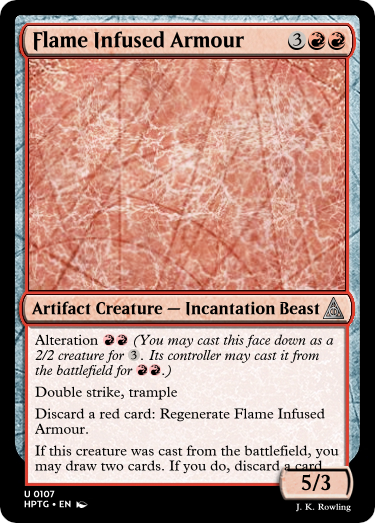 Flame Infused Armour 3
Artifact Creature — Incantation Beast
Alteration (You may cast this face down as a
2/2 creature for 3. Its controller may cast it from
the battlefield for .)
Double strike, trample
Discard a red card: Regenerate Flame Infused
Armour.
If this creature was cast from the battlefield, you
may draw two cards. If you do, discard a card
5/3
U 0107
HPTG • EN
J. K. Rowling